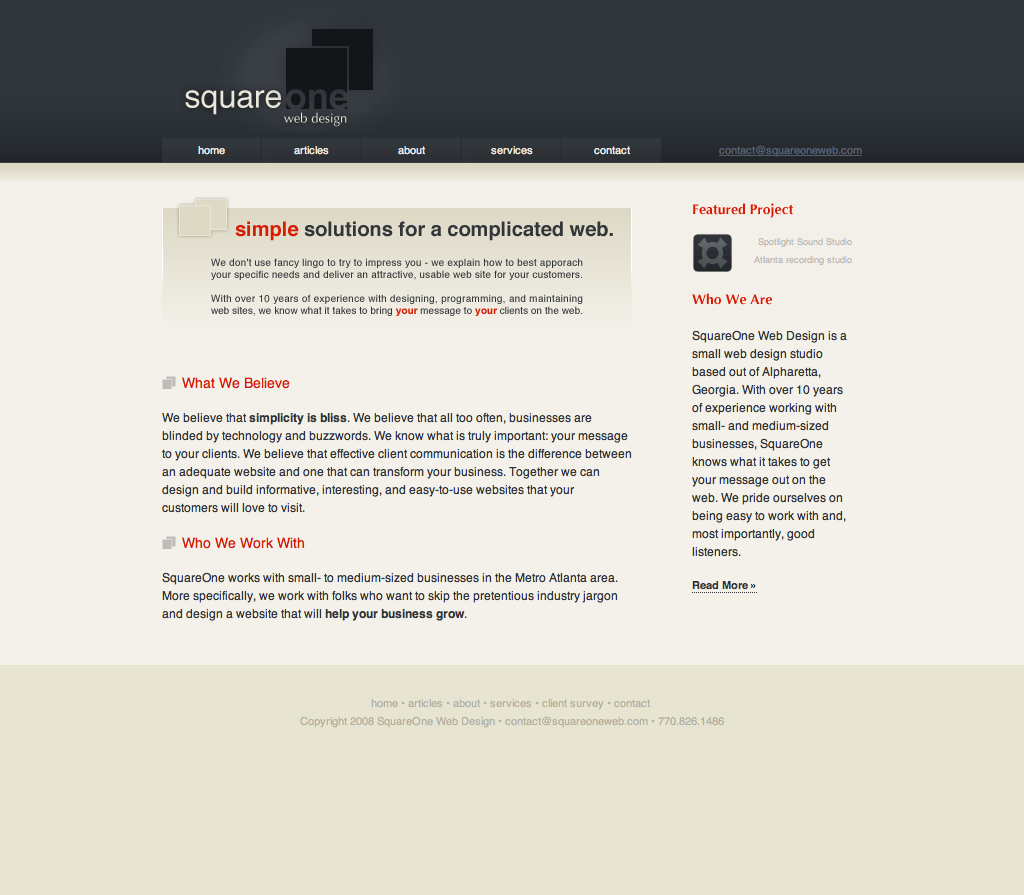 squareone
web design
home articles about services contact contact@squareoneweb.com
simple solutions for a complicated web.
We don't use fancy lingo to try to impress you - we explain how to best apporach
your specific needs and deliver an attractive, usable web site for your customers.
With over 10 years of experience with designing, programming, and maintaining
web sites, we know what it takes to bring your message to your clients on the web.
What We Believe
We believe that simplicity is bliss. We believe that all too often, businesses are
blinded by technology and buzzwords. We know what is truly important: your message
to your clients. We believe that effective client communication is the difference between
an adequate website and one that can transform your business. Together we can
design and build informative, interesting, and easy-to-use websites that your
customers will love to visit.
Who We Work With
SquareOne works with small- to medium-sized businesses in the Metro Atlanta area.
More specifically, we work with folks who want to skip the pretentious industry jargon
and design a website that will help your business grow.
Featured Project
Spotlight Sound Studio
Atlanta recording studio
Who We Are
SquareOne Web Design is a
small web design studio
based out of Alpharetta,
Georgia. With over 10 years
of experience working with
small- and medium-sized
businesses, SquareOne
knows what it takes to get
your message out on the
web. We pride ourselves on
being easy to work with and,
most importantly, good
listeners.
Read More »
home • articles • about • services • client survey • contact
Copyright 2008 SquareOne Web Design • contact@squareoneweb.com • 770.826.1486